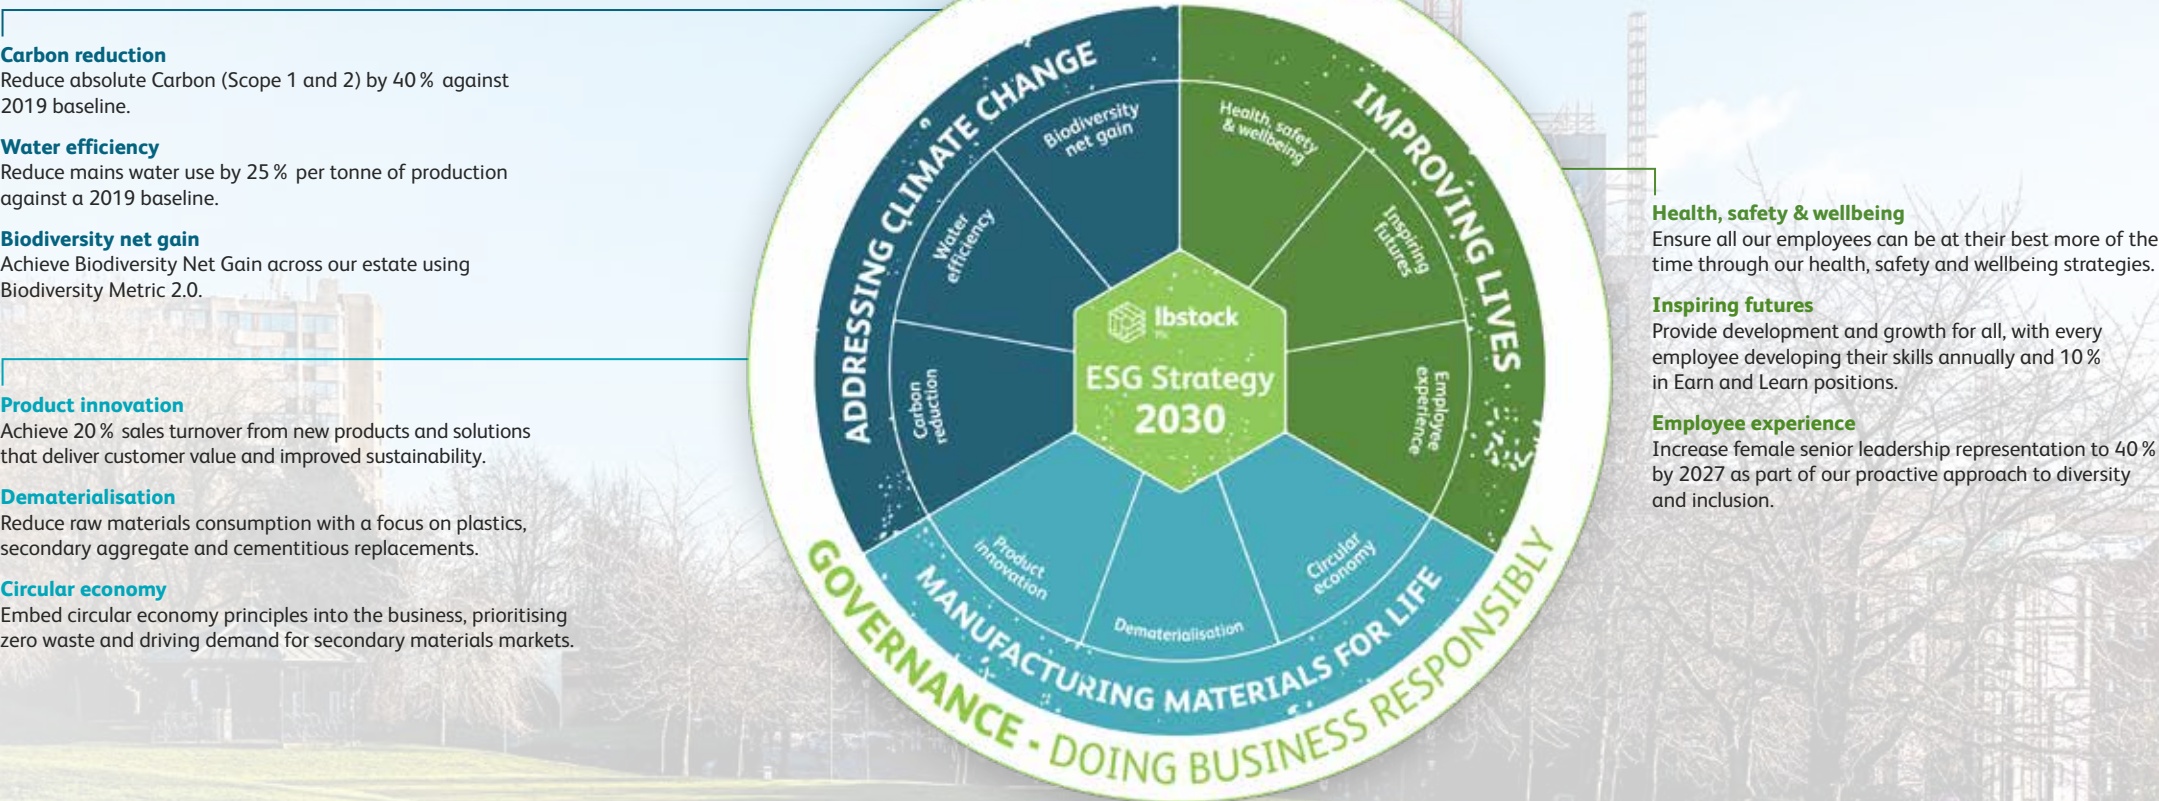 Carbon reduction
Reduce absolute Carbon (Scope 1 and 2) by 40% against
2019 baseline.
Water efficiency
Reduce mains water use by 25% per tonne of production
against a 2019 baseline.
Biodiversity net gain
Achieve Biodiversity Net Gain across our estate using
Biodiversity Metric 2.0.
Product innovation
Achieve 20% sales turnover from new products and solutions
that deliver customer value and improved sustainability.
Dematerialisation
Reduce raw materials consumption with a focus on plastics,
secondary aggregate and cementitious replacements.
Circular economy
Embed circular economy principles into the business, prioritising
zero waste and driving demand for secondary materials markets.
ADDRESSING CLIMATE CHANGE
Carbon
reduction
Water
efficiency
Biodiversity
net gain
IMPROVING LIVES
Health, safety
& wellbeing
Inspiring
futures
Employee
experience
MANUFACTURING MATERIALS FOR LIFE
Product
innovation
Dematerialisation
Circular
economy
Ibstock
Plc
ESG Strategy
2030
GOVERNANCE - DOING BUSINESS RESPONSIBLY
Health, safety & wellbeing
Ensure all our employees can be at their best more of the
time through our health, safety and wellbeing strategies.
Inspiring futures
Provide development and growth for all, with every
employee developing their skills annually and 10%
in Earn and Learn positions.
Employee experience
Increase female senior leadership representation to 40%
by 2027 as part of our proactive approach to diversity
and inclusion.